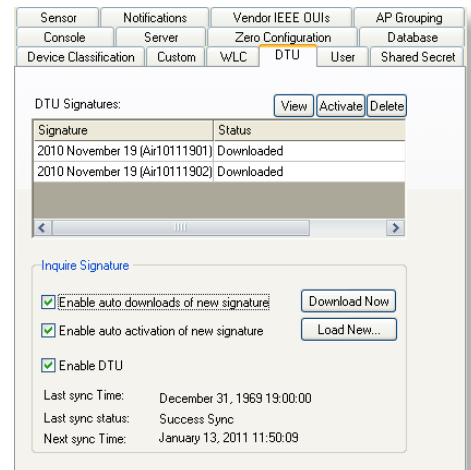 Sensor Notifications Vendor IEEE OUIs AP Grouping
Console Server Zero Configuration Database
Device Classification Custom WLC DTU User Shared Secret
DTU Signatures: View Activate Delete
Signature Status
2010 November 19 (Air10111901) Downloaded
2010 November 19 (Air10111902) Downloaded
Inquire Signature
Enable auto downloads of new signature Download Now
Enable auto activation of new signature Load New...
Enable DTU
Last sync Time: December 31, 1969 19:00:00
Last sync status: Success Sync
Next sync Time: January 13, 2011 11:50:09